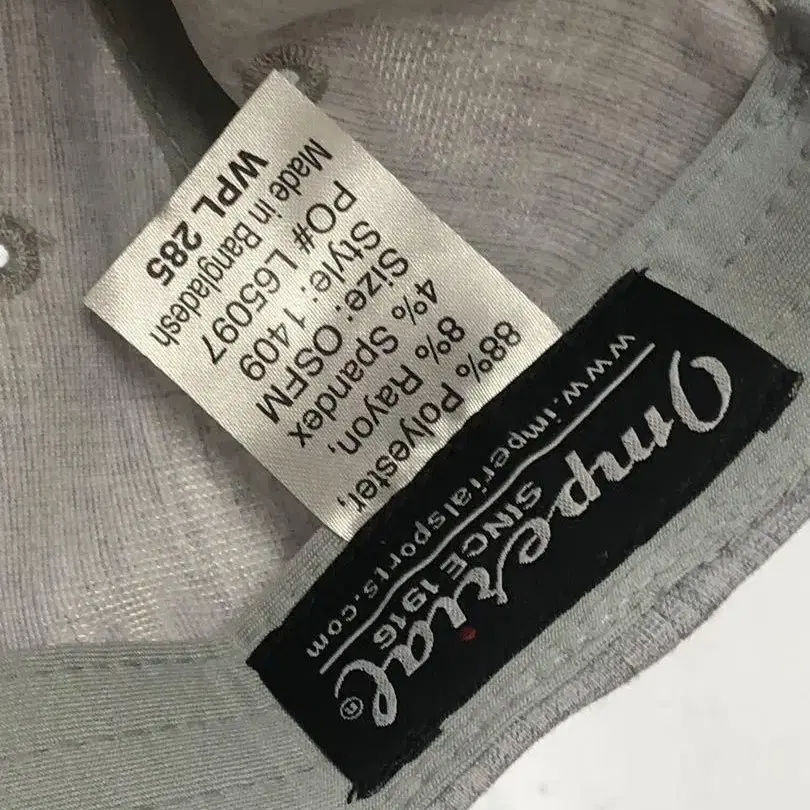 Imperial®
SINCE 1916
www.imperialsports.com
88% Polyester,
8% Rayon,
4% Spandex
Size: OSFM
Style: 1409
PO# L65097
Made in Bangladesh
WPL 285